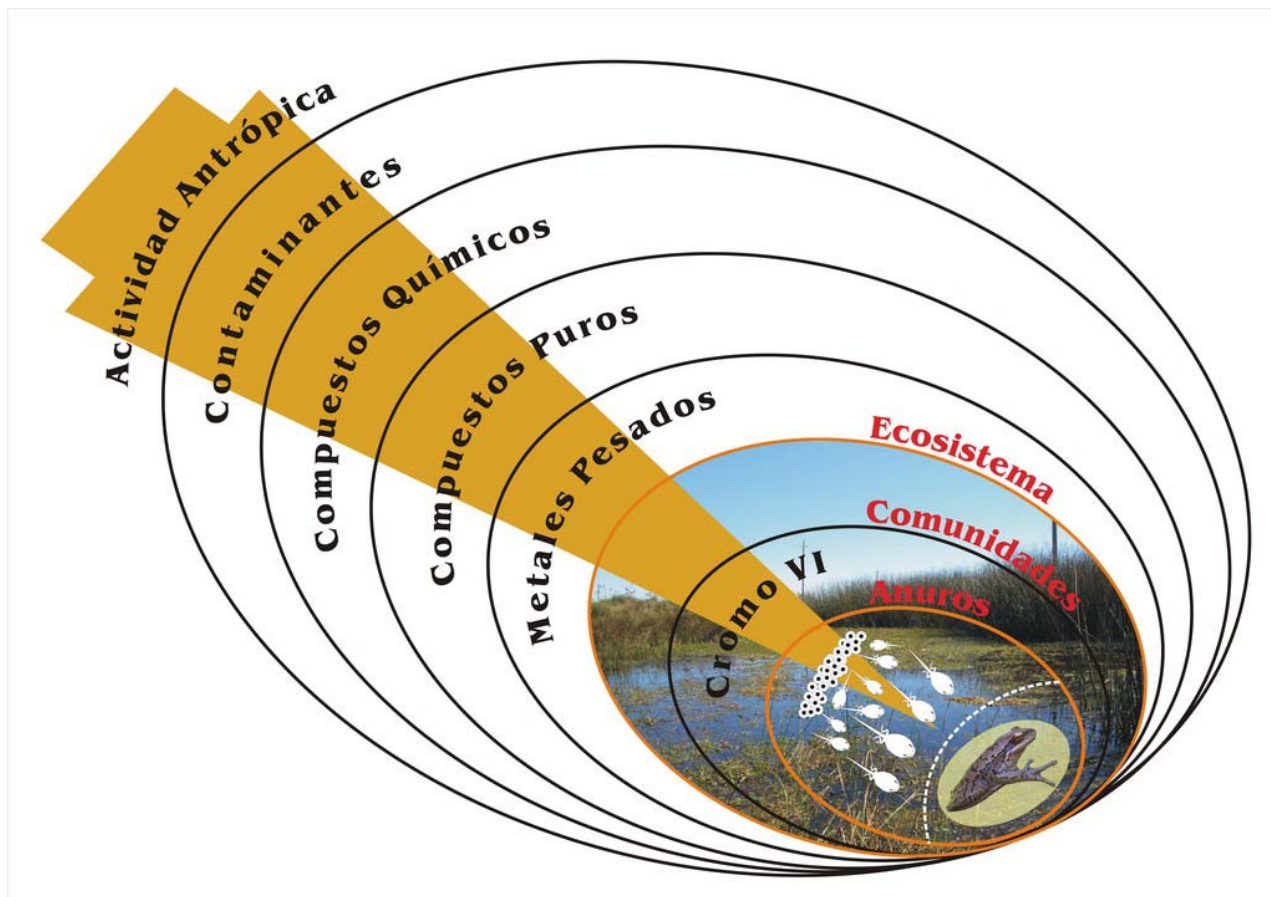 Actividad Antrópica
Contaminantes
Compuestos Químicos
Compuestos Puros
Metales Pesados
Cromo VI
Ecosistema
Comunidades
Anuros